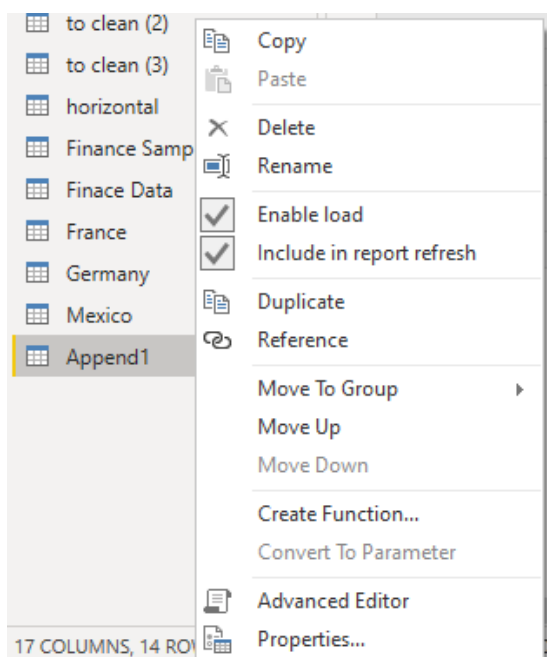 to clean (2)
to clean (3)
horizontal
Finance Samp
Finace Data
France
Germany
Mexico
Append1
Copy
Paste
Delete
Rename
Enable load
Include in report refresh
Duplicate
Reference
Move To Group
Move Up
Move Down
Create Function...
Convert To Parameter
Advanced Editor
Properties...
17 COLUMNS, 14 ROV